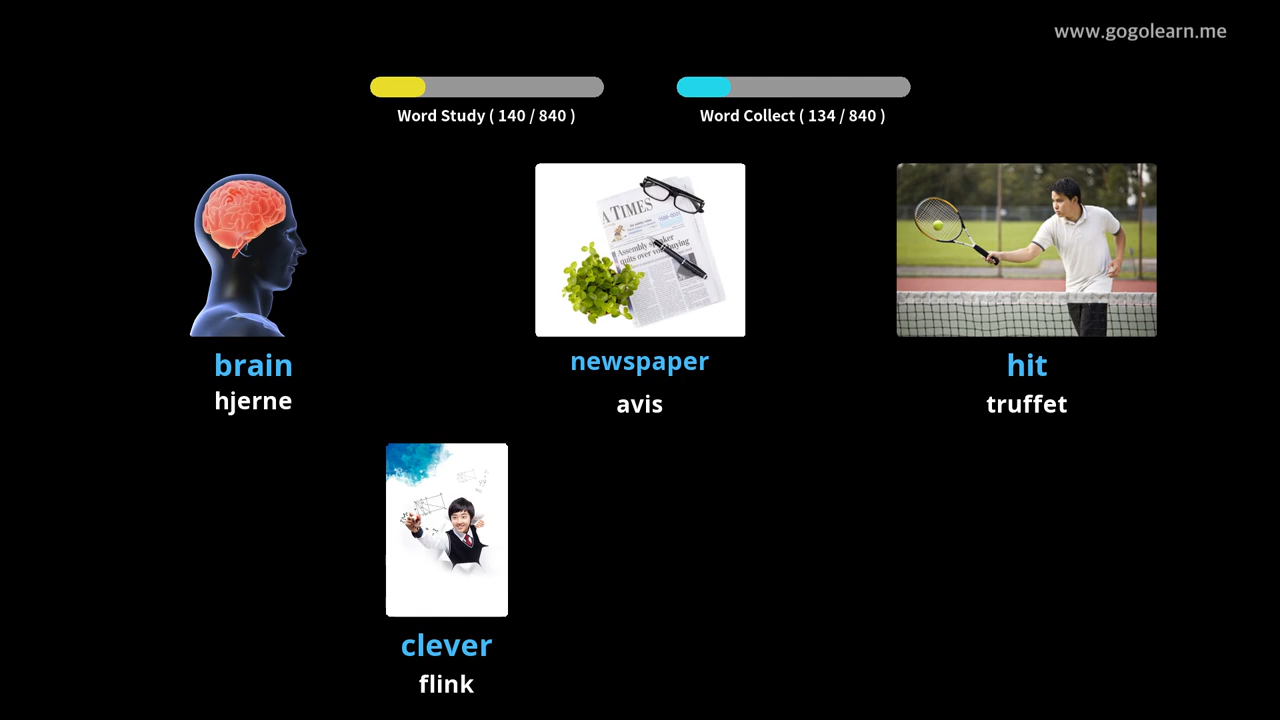 www.gogolearn.me
Word Study ( 140 / 840 )
Word Collect ( 134 / 840 )
A TIMES
brain
hjerne
newspaper
avis
hit
truffet
clever
flink